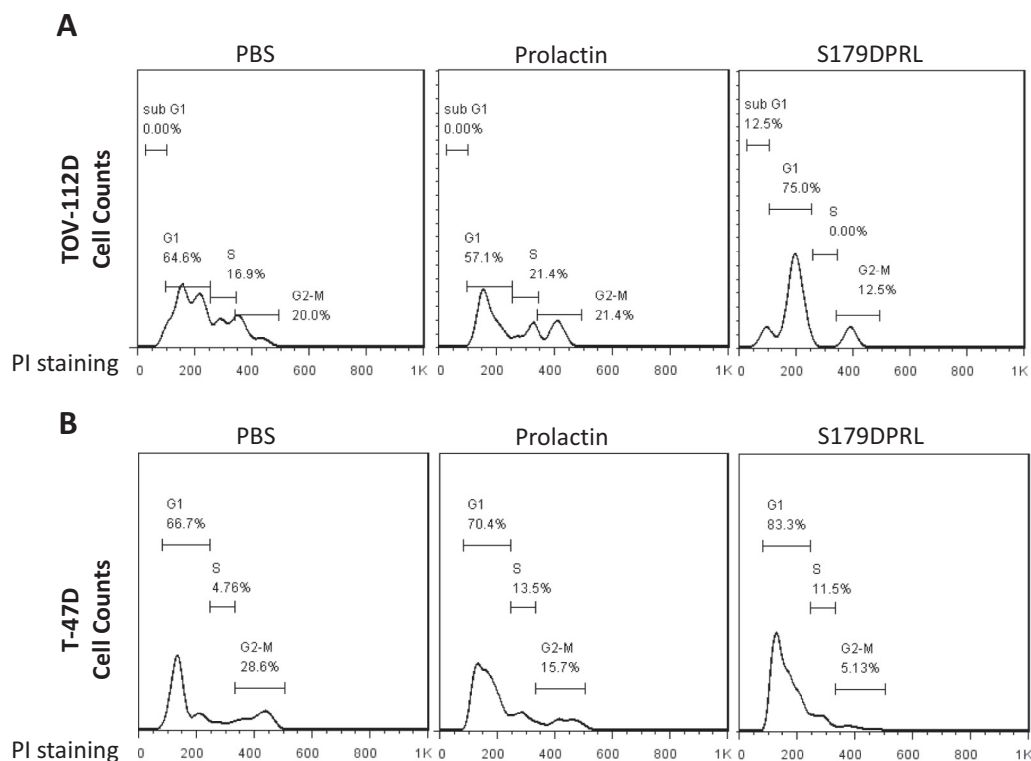 A
PBS
Prolactin
S179DPRL
TOV-112D
Cell Counts
sub G1
0.00%
G1
64.6%
S
16.9%
G2-M
20.0%
sub G1
0.00%
G1
57.1%
S
21.4%
G2-M
21.4%
sub G1
12.5%
G1
75.0%
S
0.00%
G2-M
12.5%
PI staining
0 200 400 600 800 1K
0 200 400 600 800 1K
0 200 400 600 800 1K
B
PBS
Prolactin
S179DPRL
T-47D
Cell Counts
G1
66.7%
S
4.76%
G2-M
28.6%
G1
70.4%
S
13.5%
G2-M
15.7%
G1
83.3%
S
11.5%
G2-M
5.13%
PI staining
0 200 400 600 800 1K
0 200 400 600 800 1K
0 200 400 600 800 1K